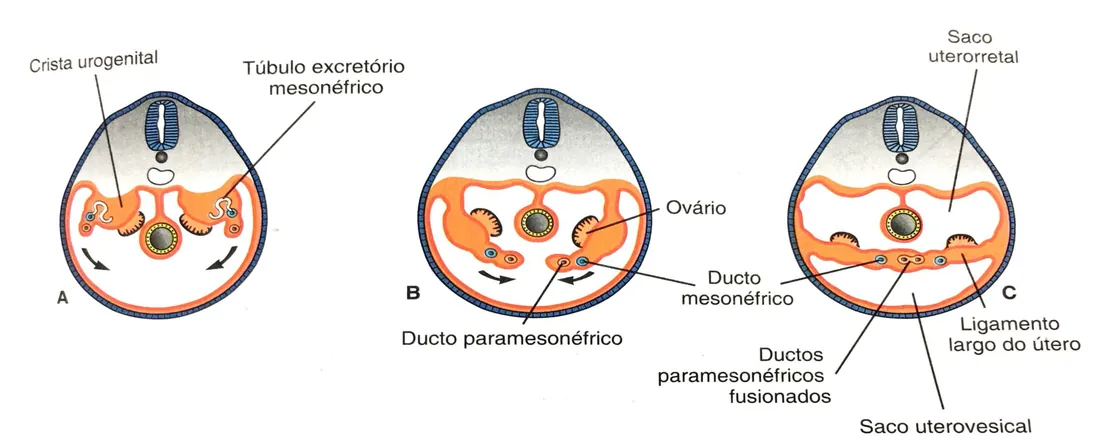 Crista urogenital
Túbulo excretório
mesonéfrico
A
B
Ovário
Ducto
mesonéfrico
Ducto paramesonéfrico
Saco
uterorretal
C
Ligamento
largo do útero
Ductos
paramesonéfricos
fusionados
Saco uterovesical